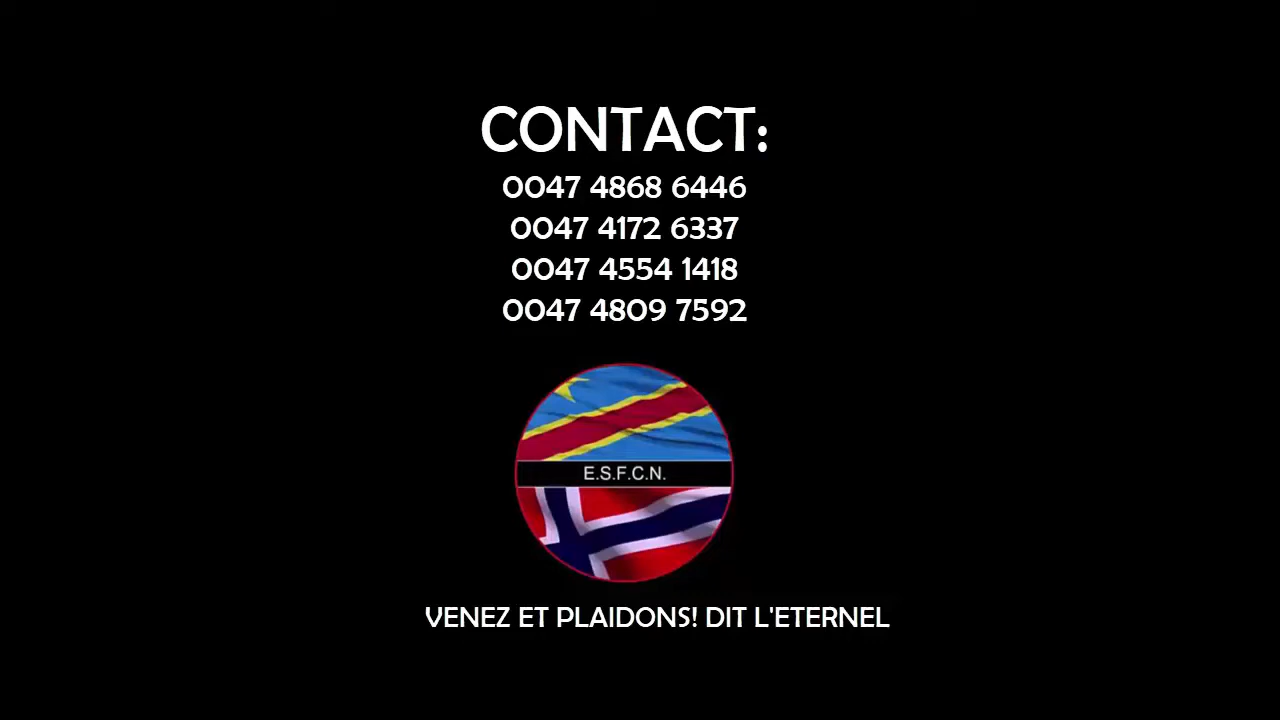 CONTACT:
0047 4868 6446
0047 4172 6337
0047 4554 1418
0047 4809 7592
E.S.F.C.N.
VENEZ ET PLAIDONS! DIT L'ETERNEL